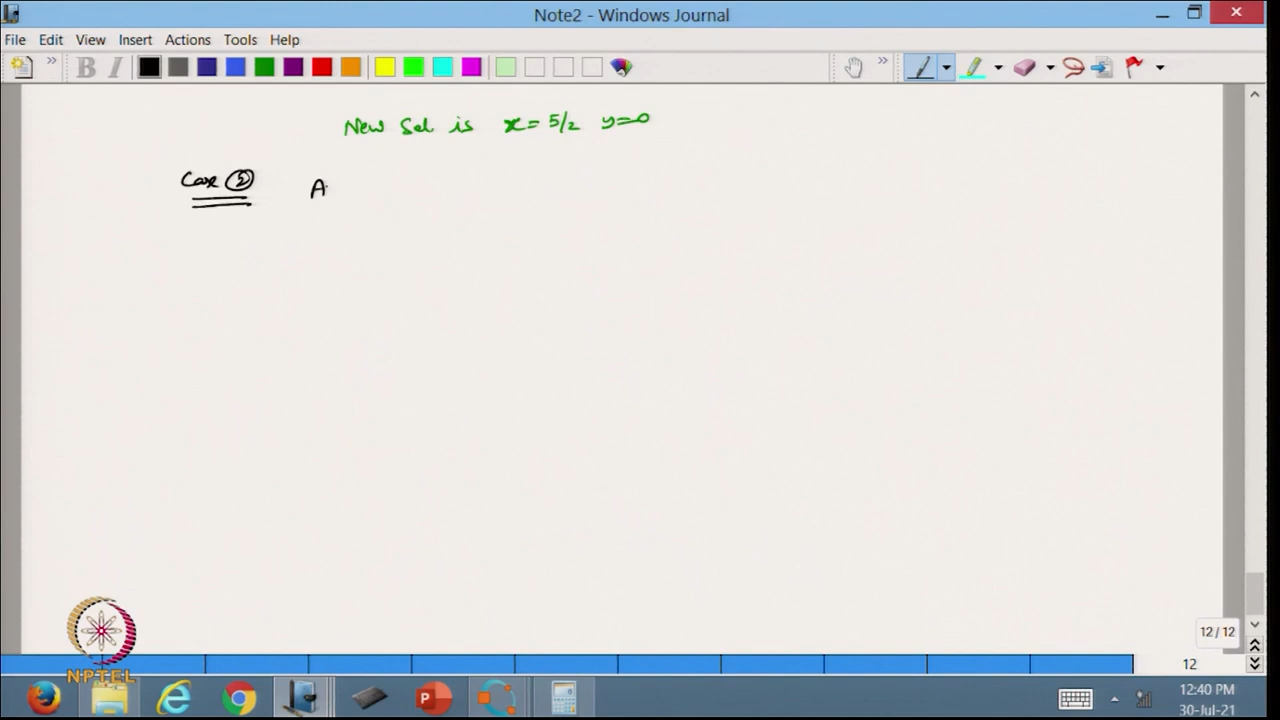 Note2 - Windows Journal
File Edit View Insert Actions Tools Help
B I
New Sol is x = 5/2 y=0
Case ② A
12 / 12
NPTEL
12
12:40 PM
30-Jul-21